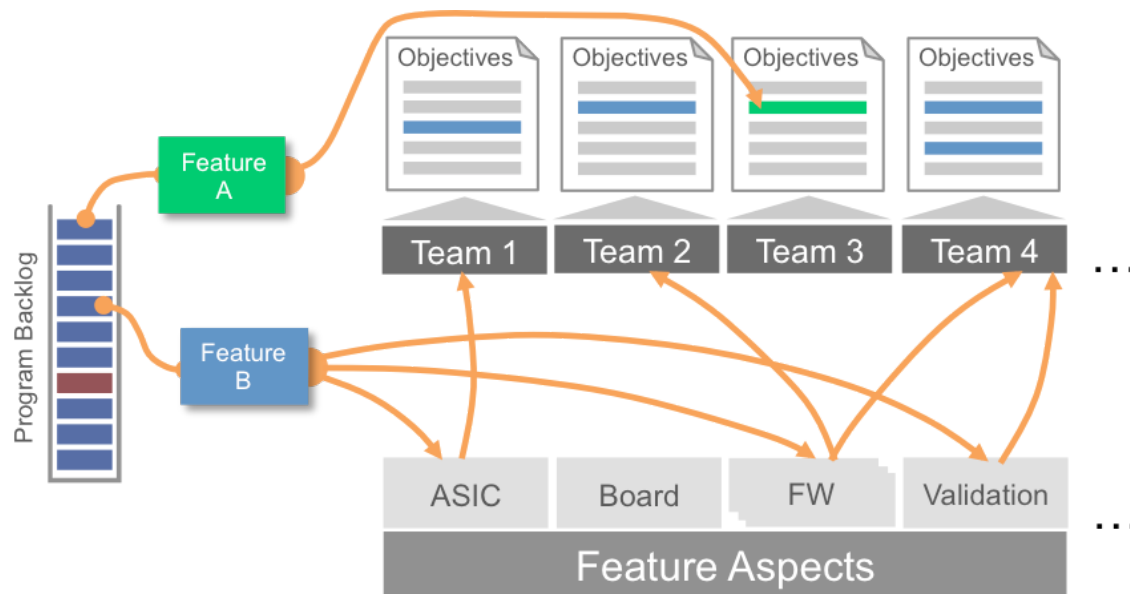 Objectives
Objectives
Objectives
Objectives
Feature
A
Team 1
Team 2
Team 3
Team 4
...
Program Backlog
Feature
B
ASIC
Board
FW
Validation
...
Feature Aspects